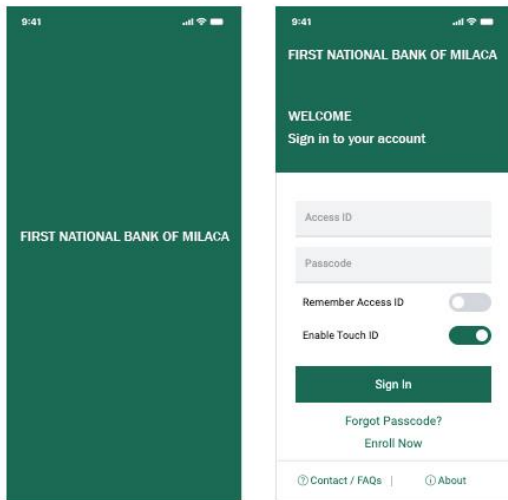 9:41
FIRST NATIONAL BANK OF MILACA
9:41
FIRST NATIONAL BANK OF MILACA
WELCOME
Sign in to your account
Access ID
Passcode
Remember Access ID
Enable Touch ID
Sign In
Forgot Passcode?
Enroll Now
Contact / FAQs | About